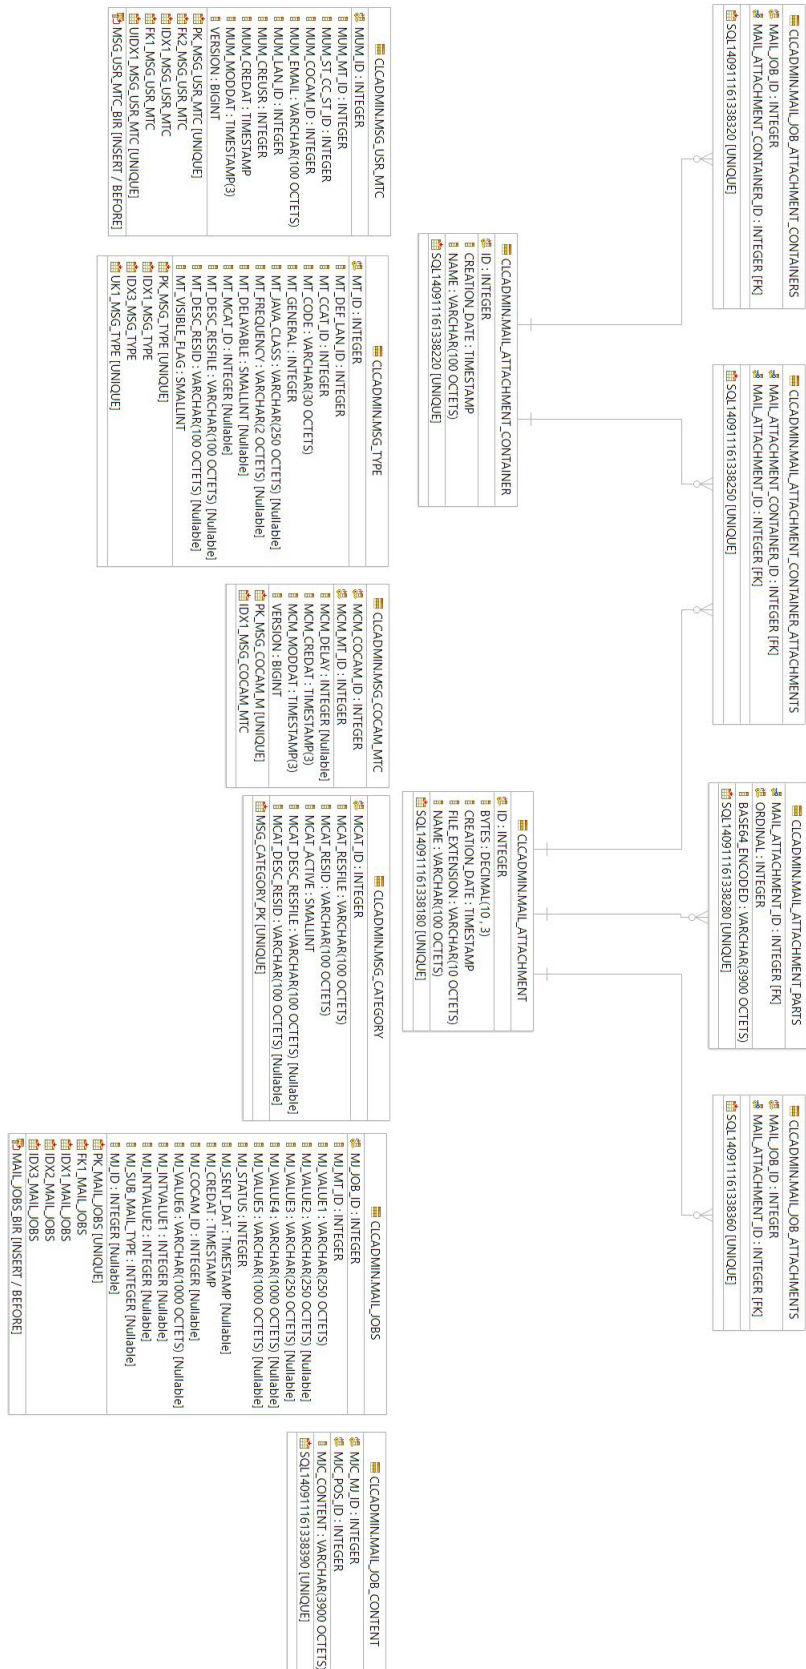 CLCADMIN.MAIL_JOB_ATTACHMENT_CONTAINERS
MAIL_JOB_ID : INTEGER
MAIL_ATTACHMENT_CONTAINER_ID : INTEGER [FK]
SQL140911161338320 [UNIQUE]
CLCADMIN.MAIL_ATTACHMENT_CONTAINER_ATTACHMENTS
MAIL_ATTACHMENT_CONTAINER_ID : INTEGER [FK]
MAIL_ATTACHMENT_ID : INTEGER [FK]
SQL140911161338250 [UNIQUE]
CLCADMIN.MAIL_ATTACHMENT_PARTS
MAIL_ATTACHMENT_ID : INTEGER [FK]
ORDINAL : INTEGER
BASE64_ENCODED : VARCHAR(3900 OCTETS)
SQL140911161338280 [UNIQUE]
CLCADMIN.MAIL_JOB_ATTACHMENTS
MAIL_JOB_ID : INTEGER
MAIL_ATTACHMENT_ID : INTEGER [FK]
SQL140911161338360 [UNIQUE]
CLCADMIN.MAIL_ATTACHMENT_CONTAINER
ID : INTEGER
CREATION_DATE : TIMESTAMP
NAME : VARCHAR(100 OCTETS)
SQL140911161338220 [UNIQUE]
CLCADMIN.MAIL_ATTACHMENT
ID : INTEGER
BYTES : DECIMAL(10 , 3)
CREATION_DATE : TIMESTAMP
FILE_EXTENSION : VARCHAR(10 OCTETS)
NAME : VARCHAR(100 OCTETS)
SQL140911161338180 [UNIQUE]
CLCADMIN.MSG_USR_MTC
MUM_ID : INTEGER
MUM_MT_ID : INTEGER
MUM_ST_CC_ST_ID : INTEGER
MUM_COCAM_ID : INTEGER
MUM_EMAIL : VARCHAR(100 OCTETS)
MUM_LAN_ID : INTEGER
MUM_CREUSR : INTEGER
MUM_CREDAT : TIMESTAMP
MUM_MODDAT : TIMESTAMP(3)
VERSION : BIGINT
PK_MSG_USR_MTC [UNIQUE]
FK2_MSG_USR_MTC
IDX1_MSG_USR_MTC
FK1_MSG_USR_MTC
UIDX1_MSG_USR_MTC [UNIQUE]
MSG_USR_MTC_BIR [INSERT / BEFORE]
CLCADMIN.MSG_TYPE
MT_ID : INTEGER
MT_DEF_LAN_ID : INTEGER
MT_CCAT_ID : INTEGER
MT_CODE : VARCHAR(30 OCTETS)
MT_GENERAL : INTEGER
MT_JAVA_CLASS : VARCHAR(250 OCTETS) [Nullable]
MT_FREQUENCY : VARCHAR(2 OCTETS) [Nullable]
MT_DELAYABLE : SMALLINT [Nullable]
MT_MCAT_ID : INTEGER [Nullable]
MT_DESC_RESFILE : VARCHAR(100 OCTETS) [Nullable]
MT_DESC_RESID : VARCHAR(100 OCTETS) [Nullable]
MT_VISIBLE_FLAG : SMALLINT
PK_MSG_TYPE [UNIQUE]
IDX1_MSG_TYPE
IDX3_MSG_TYPE
UK1_MSG_TYPE [UNIQUE]
CLCADMIN.MSG_COCAM_MTC
MCM_COCAM_ID : INTEGER
MCM_MT_ID : INTEGER
MCM_DELAY : INTEGER [Nullable]
MCM_CREDAT : TIMESTAMP(3)
MCM_MODDAT : TIMESTAMP(3)
VERSION : BIGINT
PK_MSG_COCAM_M [UNIQUE]
IDX1_MSG_COCAM_MTC
CLCADMIN.MSG_CATEGORY
MCAT_ID : INTEGER
MCAT_RESFILE : VARCHAR(100 OCTETS)
MCAT_RESID : VARCHAR(100 OCTETS)
MCAT_ACTIVE : SMALLINT
MCAT_DESC_RESFILE : VARCHAR(100 OCTETS) [Nullable]
MCAT_DESC_RESID : VARCHAR(100 OCTETS) [Nullable]
MSG_CATEGORY_PK [UNIQUE]
CLCADMIN.MAIL_JOBS
MJ_JOB_ID : INTEGER
MJ_MT_ID : INTEGER
MJ_VALUE1 : VARCHAR(250 OCTETS)
MJ_VALUE2 : VARCHAR(250 OCTETS) [Nullable]
MJ_VALUE3 : VARCHAR(250 OCTETS) [Nullable]
MJ_VALUE4 : VARCHAR(1000 OCTETS) [Nullable]
MJ_VALUE5 : VARCHAR(1000 OCTETS) [Nullable]
MJ_STATUS : INTEGER
MJ_SENT_DAT : TIMESTAMP [Nullable]
MJ_CREDAT : TIMESTAMP
MJ_COCAM_ID : INTEGER [Nullable]
MJ_VALUE6 : VARCHAR(1000 OCTETS) [Nullable]
MJ_INTVALUE1 : INTEGER [Nullable]
MJ_INTVALUE2 : INTEGER [Nullable]
MJ_SUB_MAIL_TYPE : INTEGER [Nullable]
MJ_ID : INTEGER [Nullable]
PK_MAIL_JOBS [UNIQUE]
FK1_MAIL_JOBS
IDX1_MAIL_JOBS
IDX2_MAIL_JOBS
IDX3_MAIL_JOBS
MAIL_JOBS_BIR [INSERT / BEFORE]
CLCADMIN.MAIL_JOB_CONTENT
MJC_MJ_ID : INTEGER
MJC_POS_ID : INTEGER
MJC_CONTENT : VARCHAR(3900 OCTETS)
SQL140911161338390 [UNIQUE]